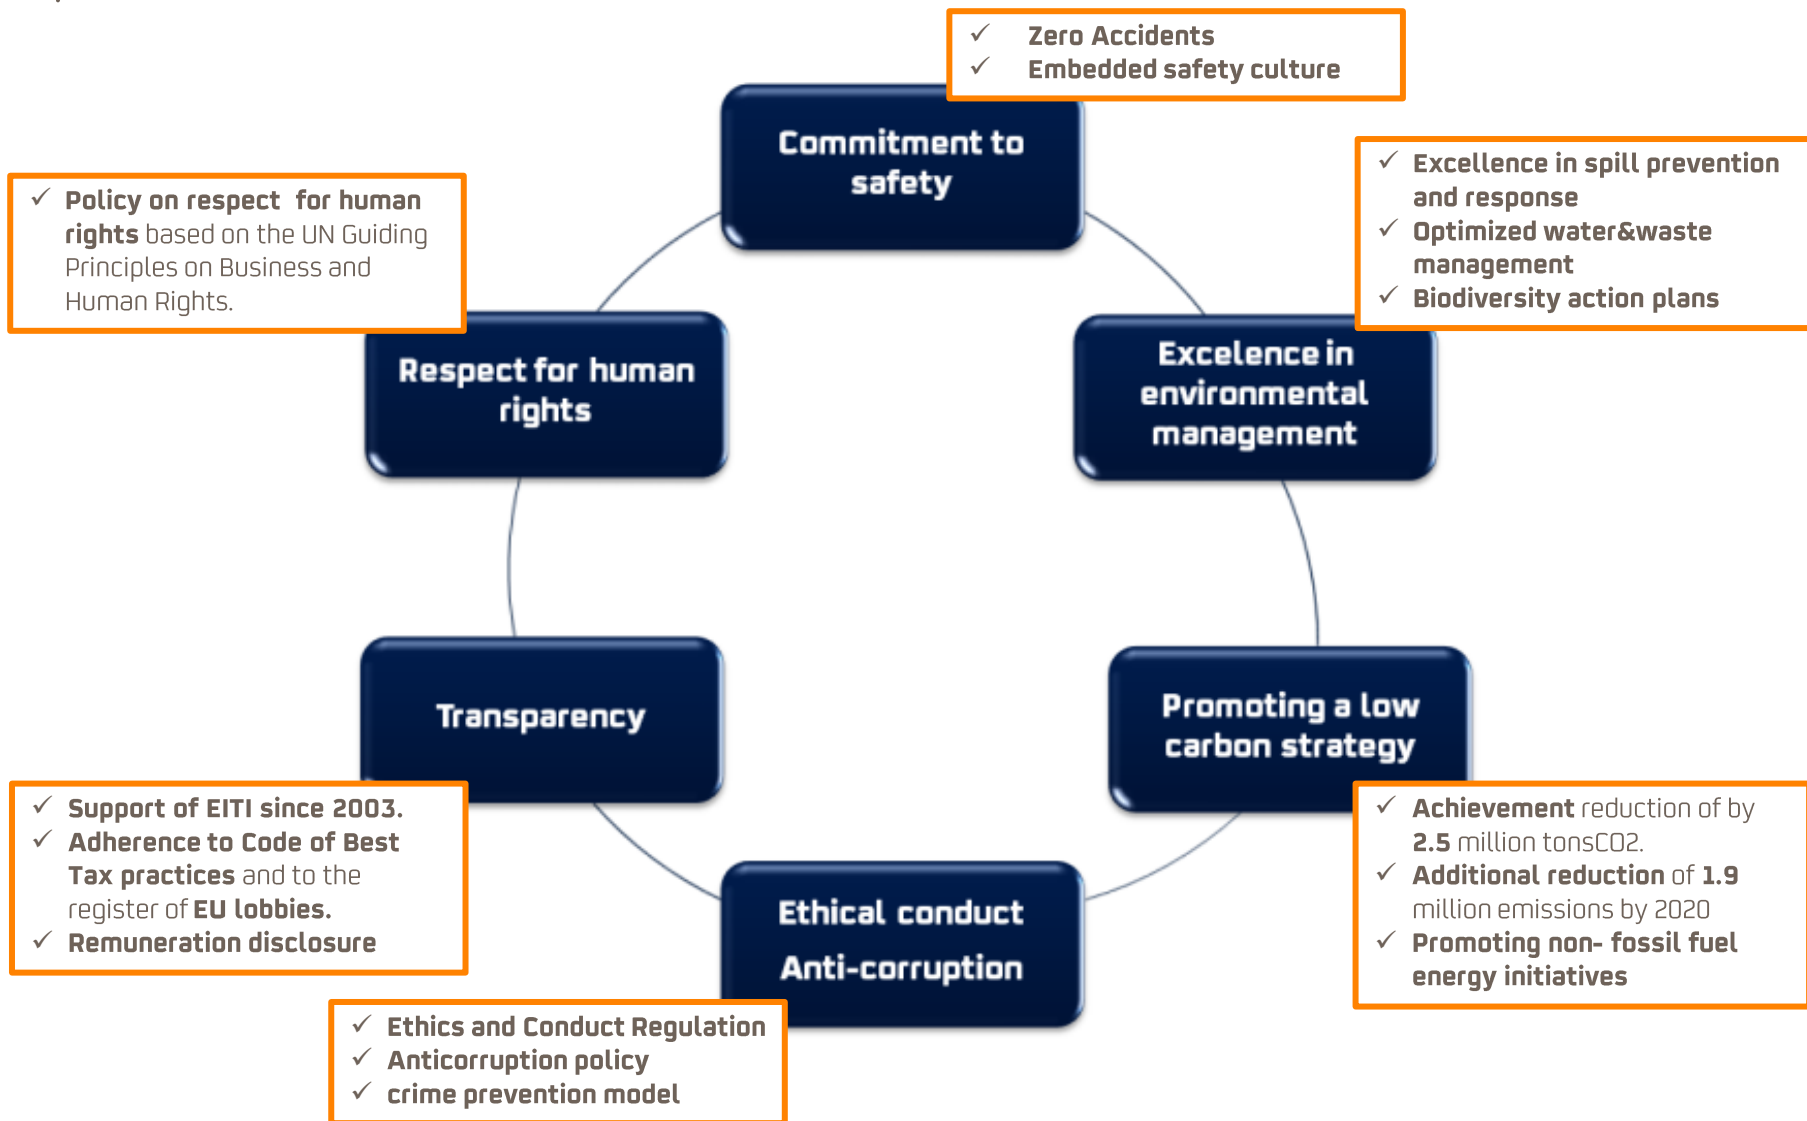 Zero Accidents
Embedded safety culture
Commitment to
safety
Excellence in spill prevention
and response
Optimized water&waste
management
Biodiversity action plans
Excelence in
environmental
management
Promoting a low
carbon strategy
Achievement reduction of by
2.5 million tonsCO2.
Additional reduction of 1.9
million emissions by 2020
Promoting non- fossil fuel
energy initiatives
Ethical conduct
Anti-corruption
Ethics and Conduct Regulation
Anticorruption policy
crime prevention model
Transparency
Support of EITI since 2003.
Adherence to Code of Best
Tax practices and to the
register of EU lobbies.
Remuneration disclosure
Policy on respect for human
rights based on the UN Guiding
Principles on Business and
Human Rights.
Respect for human
rights